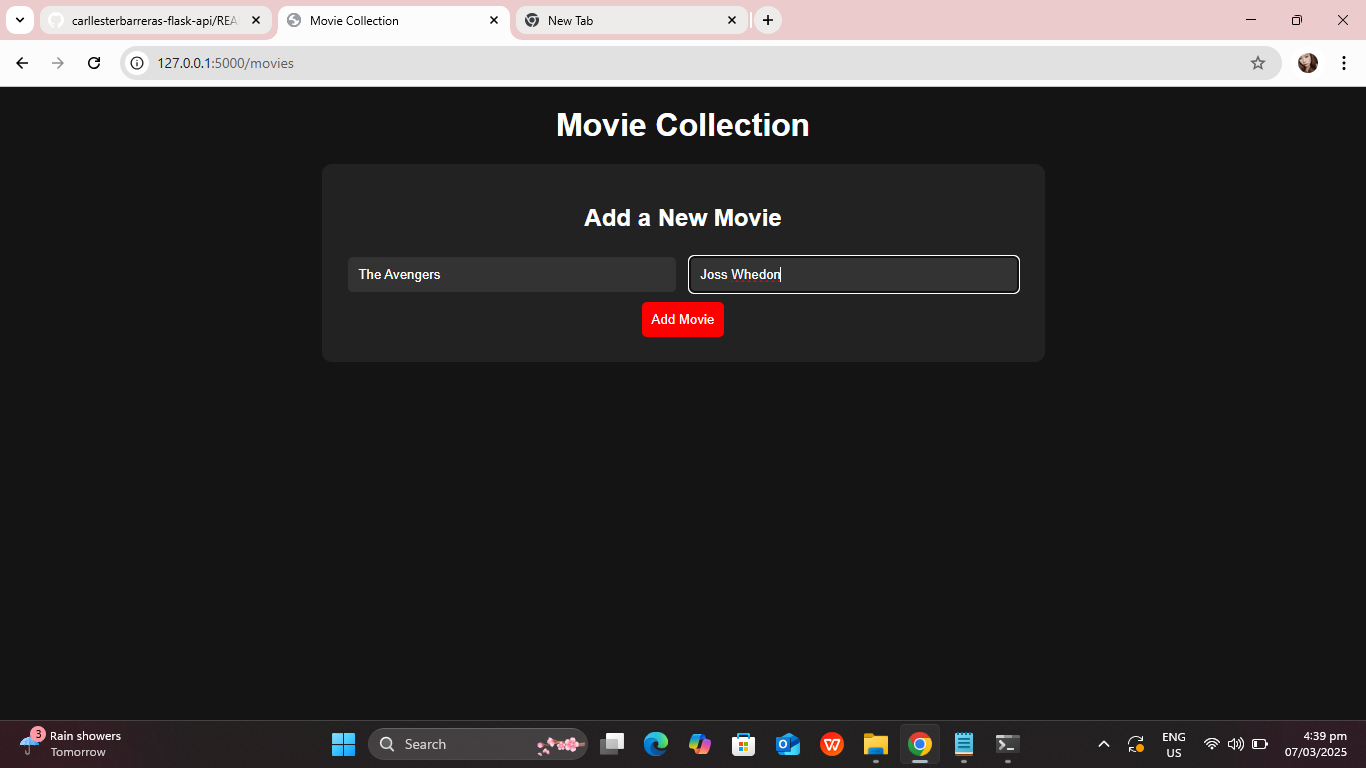 carllesterbarreras-flask-api/REA
Movie Collection
New Tab
127.0.0.1:5000/movies
Movie Collection
Add a New Movie
The Avengers
Joss Whedon
Add Movie
3
Rain showers
Tomorrow
Search
W
ENG
US
4:39 pm
07/03/2025